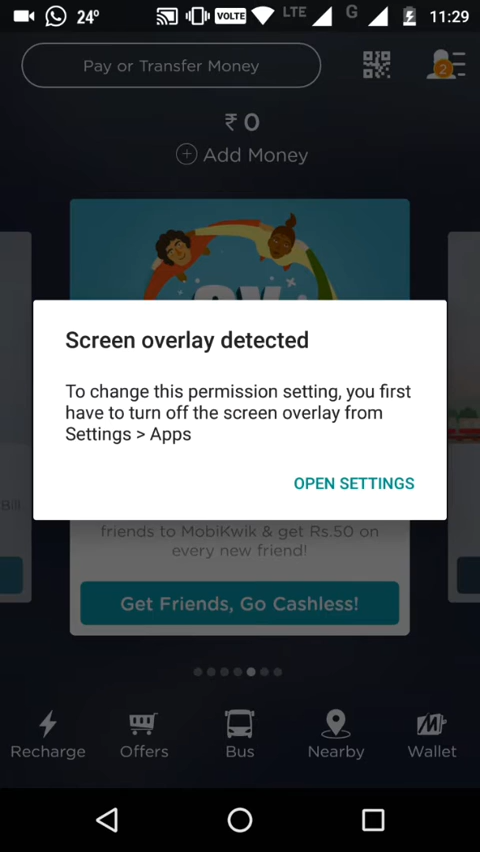 24° VOLTE LTE G 11:29
Pay or Transfer Money
2
₹ 0
+ Add Money
Screen overlay detected
To change this permission setting, you first
have to turn off the screen overlay from
Settings > Apps
OPEN SETTINGS
Bill
friends to MobiKwik & get Rs.50 on
every new friend!
Get Friends, Go Cashless!
Recharge Offers Bus Nearby Wallet